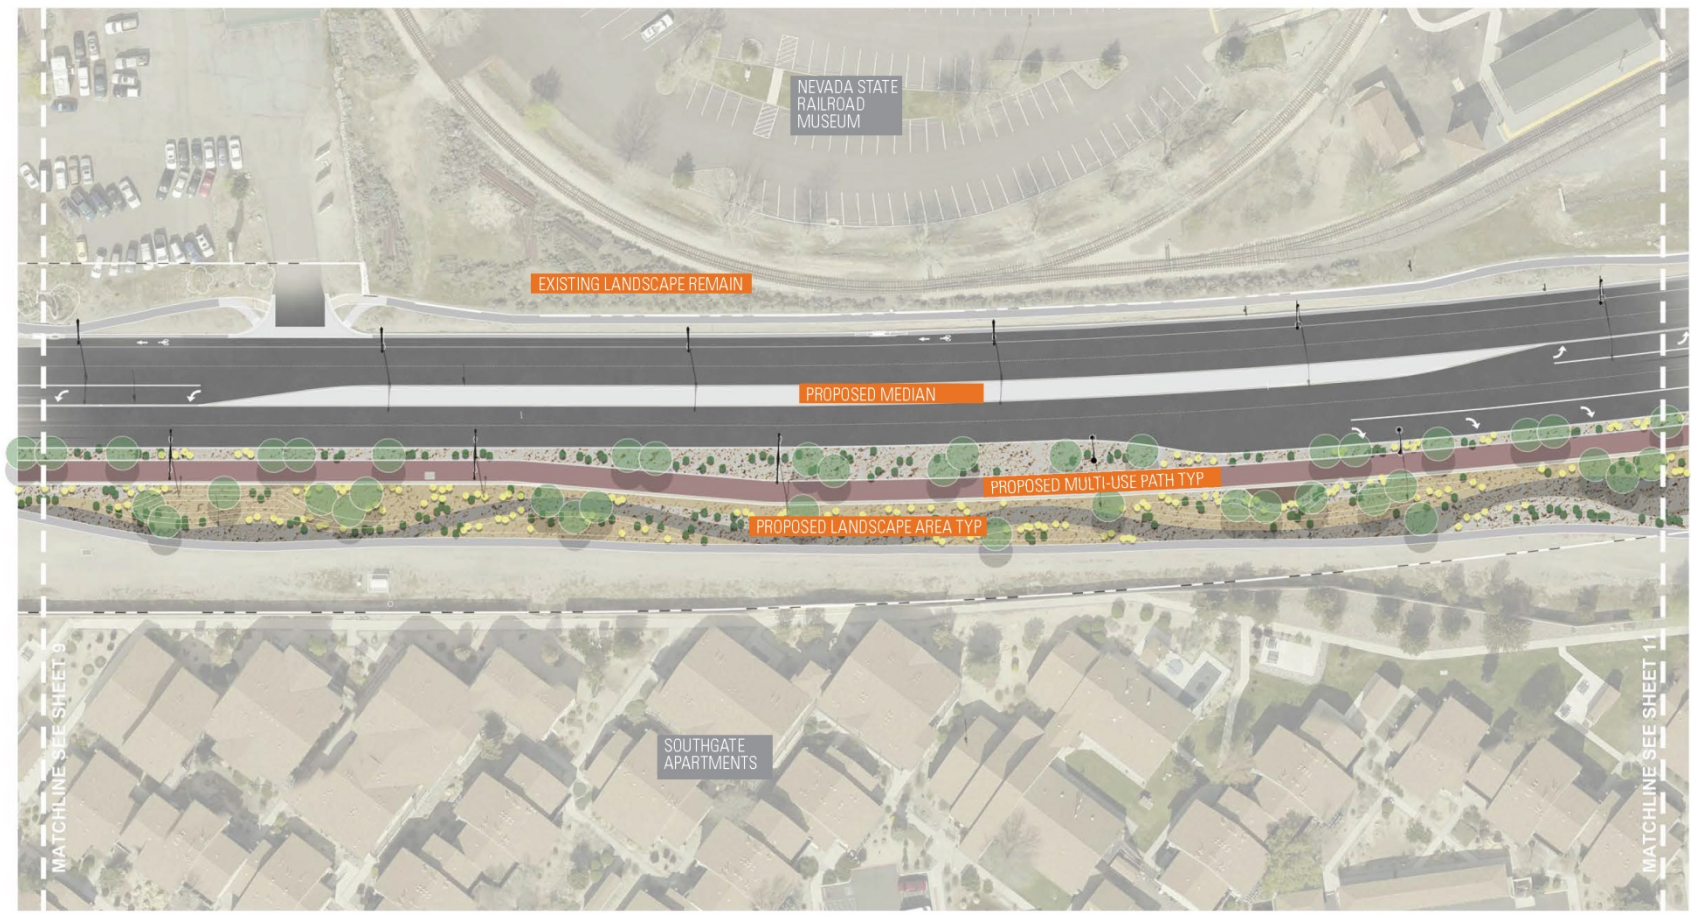 NEVADA STATE
RAILROAD
MUSEUM
EXISTING LANDSCAPE REMAIN
PROPOSED MEDIAN
PROPOSED MULTI-USE PATH TYP
PROPOSED LANDSCAPE AREA TYP
SOUTHGATE
APARTMENTS
MATCHLINE SEE SHEET 9
MATCHLINE SEE SHEET 11